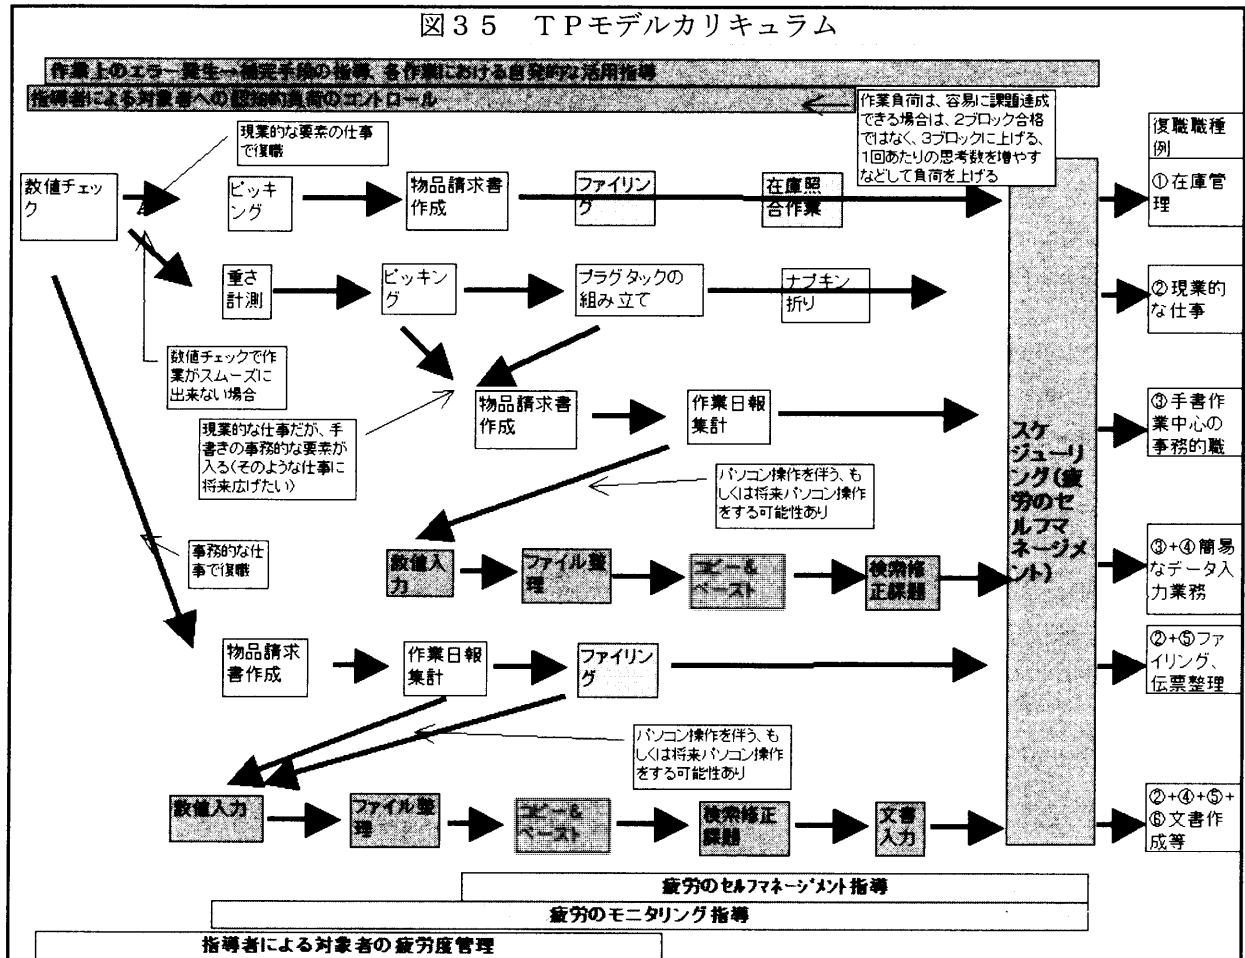 図３５　ＴＰモデルカリキュラム
作業上のエラー発生→補完手段の指導、各作業における自発的な活用指導
指導者による対象者への認知的負荷のコントロール
作業負荷は、容易に課題達成
できる場合は、2ブロック合格
ではなく、3ブロックに上げる、
1回あたりの思考数を増やす
などして負荷を上げる
復職職種
例
現業的な要素の仕事
で復職
数値チェッ
ク
ピッキ
ング
物品請求書
作成
ファイリン
グ
在庫照
合作業
①在庫管
理
重さ
計測
ピッキン
グ
プラグタックの
組み立て
ナプキン
折り
②現業的
な仕事
数値チェックで作
業がスムーズに
出来ない場合
物品請求書
作成
作業日報
集計
③手書作
業中心の
事務的職
現業的な仕事だが、手
書きの事務的な要素が
入る(そのような仕事に
将来広げたい)
スケ
ジューリ
ング(疲
労のセ
ルフマ
ネージメ
ント)
パソコン操作を伴う、も
しくは将来パソコン操作
をする可能性あり
事務的な仕
事で復職
数値入
力
ファイル整
理
コピー＆
ペースト
検索修
正課題
③+④簡易
なデータ入
力業務
物品請求
書作成
作業日報
集計
ファイリン
グ
②+⑤ファ
イリング、
伝票整理
パソコン操作を伴う、も
しくは将来パソコン操作
をする可能性あり
数値入力
ファイル整
理
コピー＆
ペースト
検索修正
課題
文書
入力
②+④+⑤+
⑥文書作
成等
疲労のセルフマネージメント指導
疲労のモニタリング指導
指導者による対象者の疲労度管理